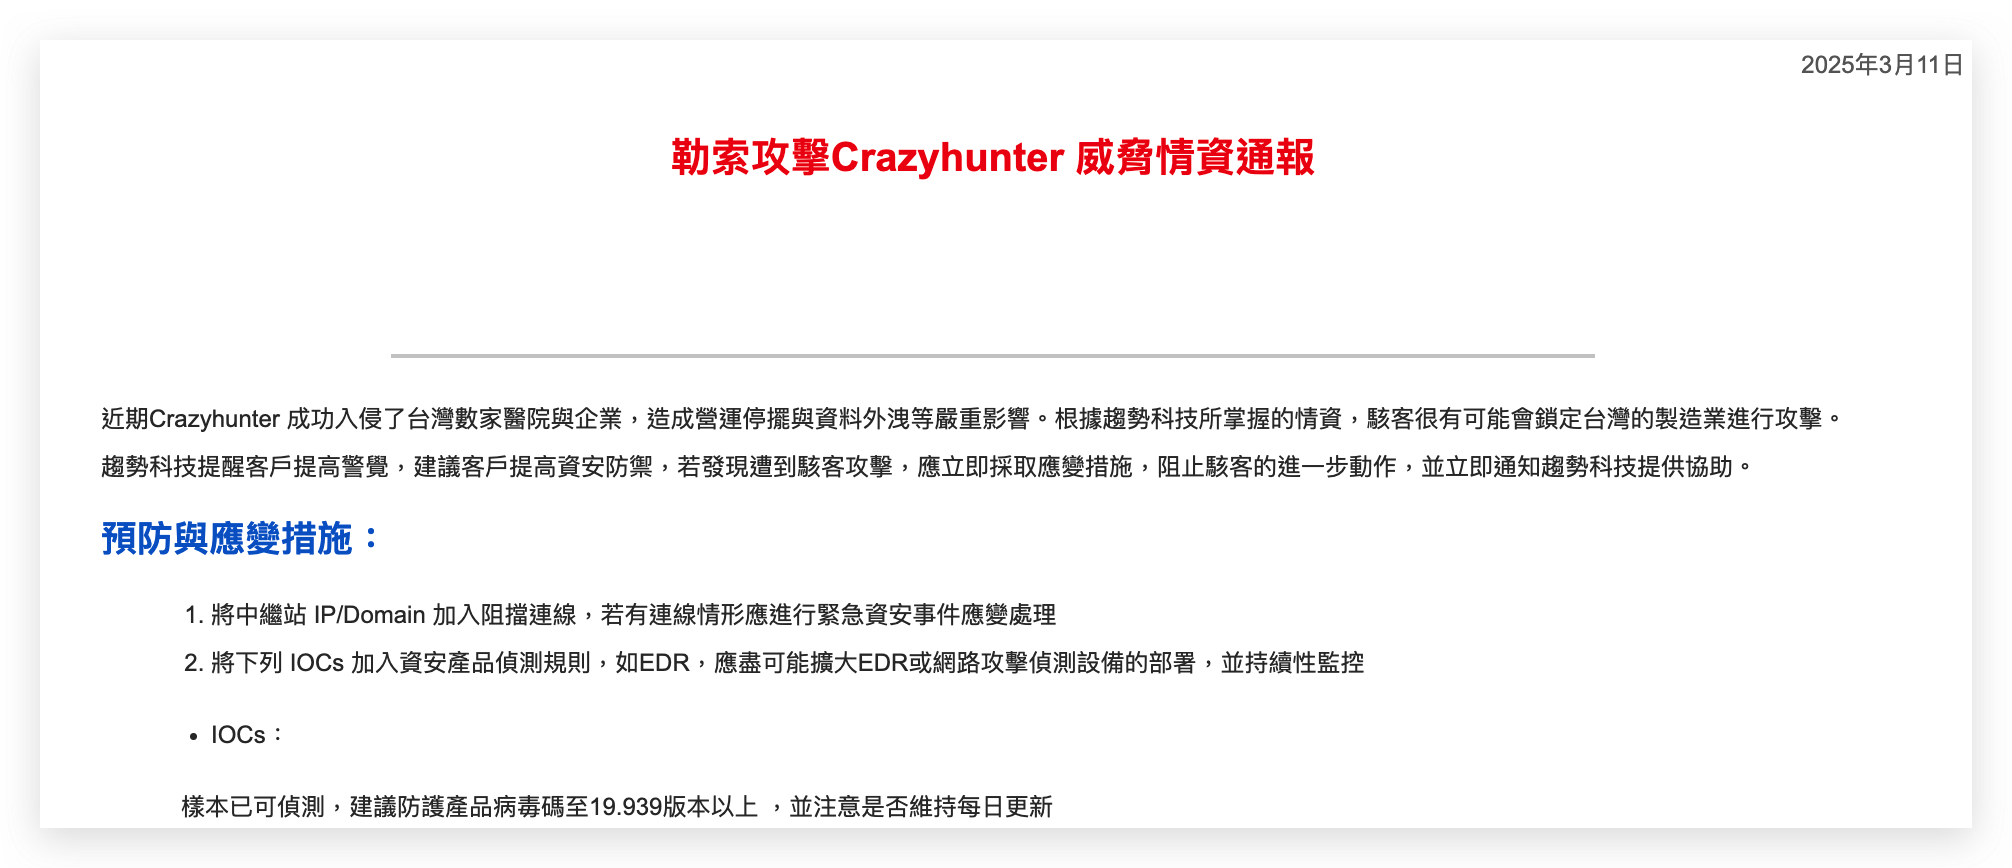 2025年3月11日
勒索攻擊Crazyhunter 威脅情資通報
近期Crazyhunter 成功入侵了台灣數家醫院與企業，造成營運停擺與資料外洩等嚴重影響。根據趨勢科技所掌握的情資，駭客很有可能會鎖定台灣的製造業進行攻擊。
趨勢科技提醒客戶提高警覺，建議客戶提高資安防禦，若發現遭到駭客攻擊，應立即採取應變措施，阻止駭客的進一步動作，並立即通知趨勢科技提供協助。
預防與應變措施：
1. 將中繼站 IP/Domain 加入阻擋連線，若有連線情形應進行緊急資安事件應變處理
2. 將下列 IOCs 加入資安產品偵測規則，如EDR，應盡可能擴大EDR或網路攻擊偵測設備的部署，並持續性監控
• IOCs：
樣本已可偵測，建議防護產品病毒碼至19.939版本以上 ，並注意是否維持每日更新